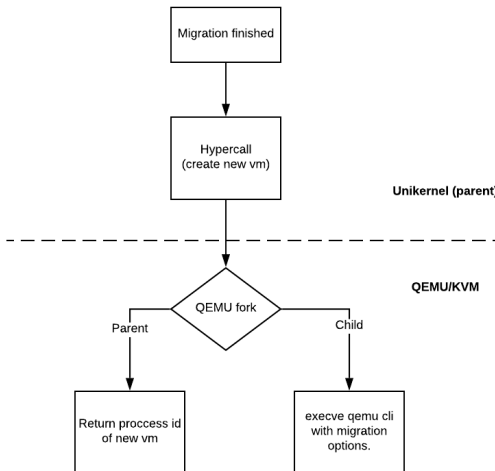 Migration finished
Hypercall
(create new vm)
Unikernel (parent)
QEMU/KVM
QEMU fork
Parent
Child
Return proccess id
of new vm
execve qemu cli
with migration
options.